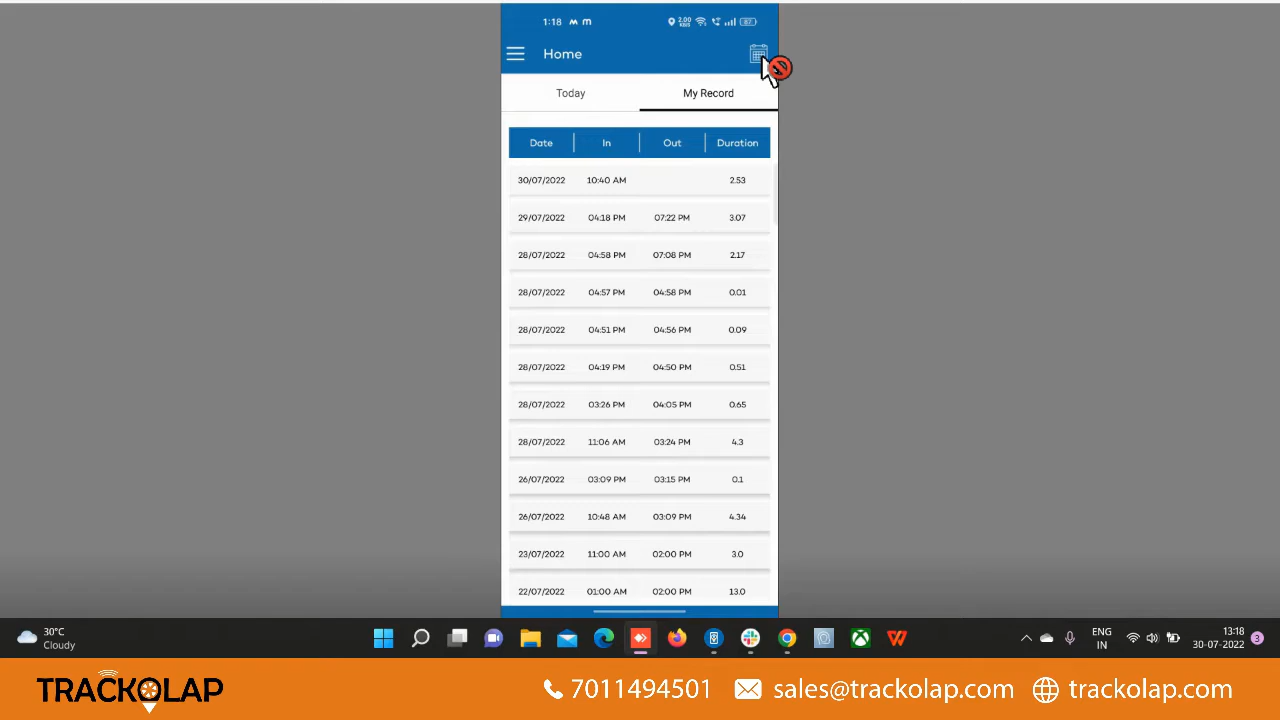 1:18
2.00 KB/S
67
Home
Today My Record
Date In Out Duration
30/07/2022 10:40 AM 2.53
29/07/2022 04:18 PM 07:22 PM 3.07
28/07/2022 04:58 PM 07:08 PM 2.17
28/07/2022 04:57 PM 04:58 PM 0.01
28/07/2022 04:51 PM 04:56 PM 0.09
28/07/2022 04:19 PM 04:50 PM 0.51
28/07/2022 03:26 PM 04:05 PM 0.65
28/07/2022 11:06 AM 03:24 PM 4.3
26/07/2022 03:09 PM 03:15 PM 0.1
26/07/2022 10:48 AM 03:09 PM 4.34
23/07/2022 11:00 AM 02:00 PM 3.0
22/07/2022 01:00 AM 02:00 PM 13.0
30°C
Cloudy
ENG
IN
13:18
30-07-2022
3
TRACKOLAP 7011494501 sales@trackolap.com trackolap.com